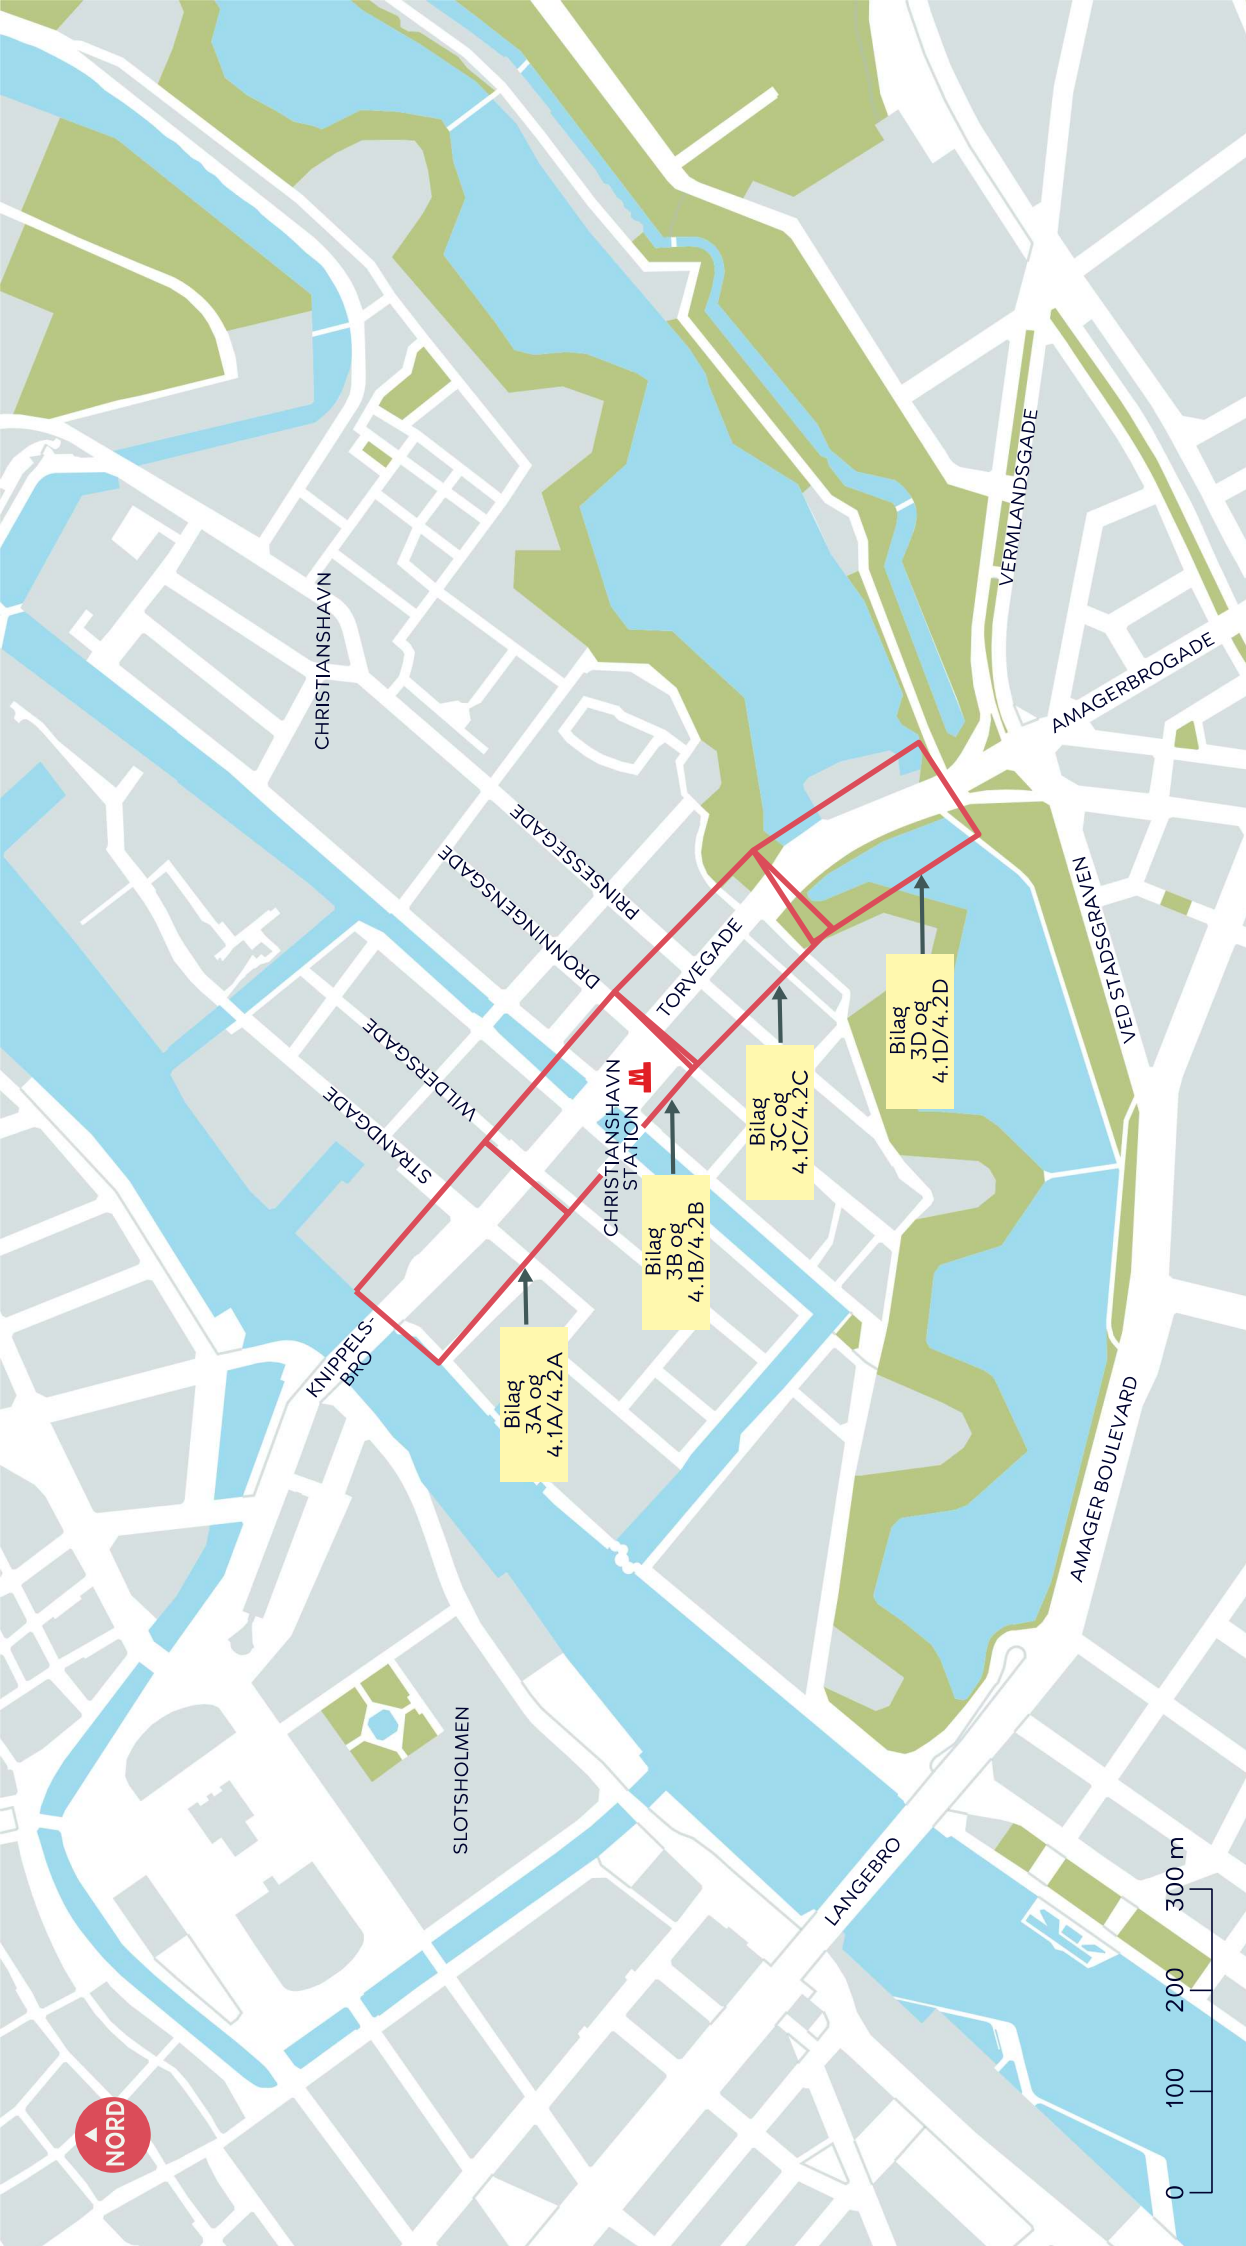 CHRISTIANSHAVN
VERMLANDSGADE
AMAGERBROGADE
PRINSESSEGADE
DRONNINGENSGADE
TORVEGADE
WILDERSGADE
STRANDGADE
CHRISTIANSHAVN
STATION
VED STADSGRAVEN
KNIPPELS-
BRO
Bilag
3A og
4.1A/4.2A
Bilag
3B og
4.1B/4.2B
Bilag
3C og
4.1C/4.2C
Bilag
3D og
4.1D/4.2D
AMAGER BOULEVARD
SLOTSHOLMEN
LANGEBRO
NORD
0
100
200
300 m